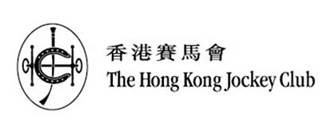 香港賽馬會
The Hong Kong Jockey Club